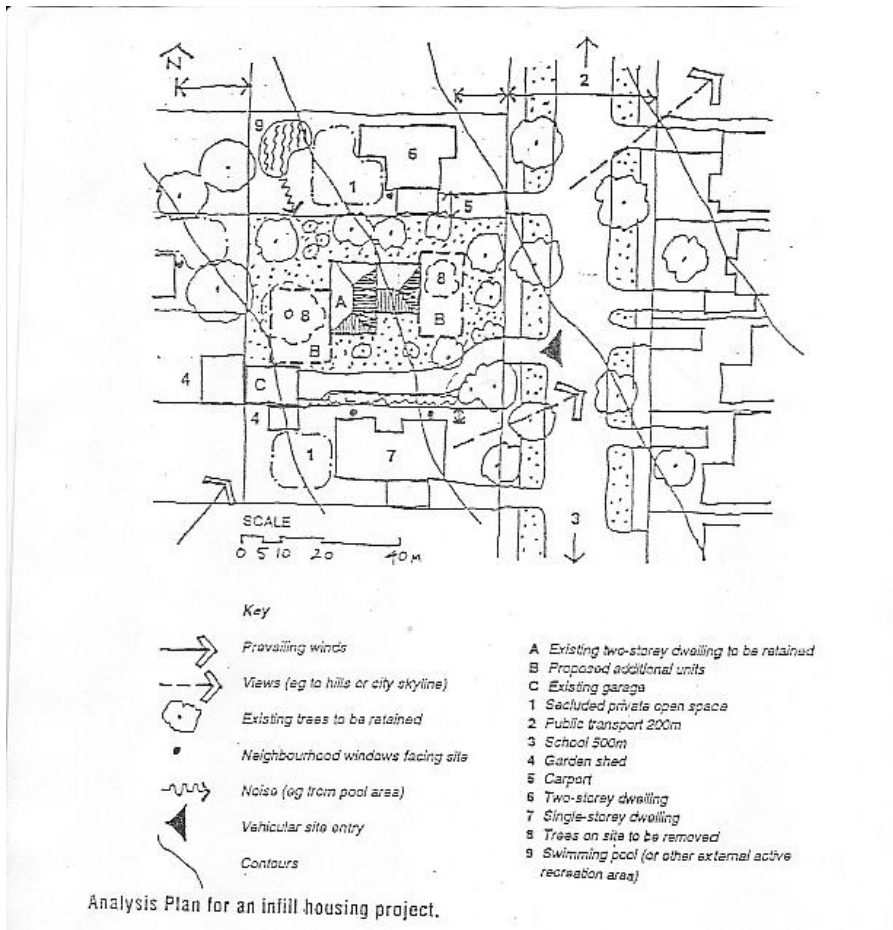 N
2
9
6
1
5
8
A
8
B
B
4
C
4
1
7
3
SCALE
0 5 10 20 40M
Key
Prevailing winds
Views (eg to hills or city skyline)
Existing trees to be retained
Neighbourhood windows facing site
Noise (eg from pool area)
Vehicular site entry
Contours
A Existing two-storey dwelling to be retained
B Proposed additional units
C Existing garage
1 Secluded private open space
2 Public transport 200m
3 School 500m
4 Garden shed
5 Carport
6 Two-storey dwelling
7 Single-storey dwelling
8 Trees on site to be removed
9 Swimming pool (or other external active
recreation area)
Analysis Plan for an infill housing project.